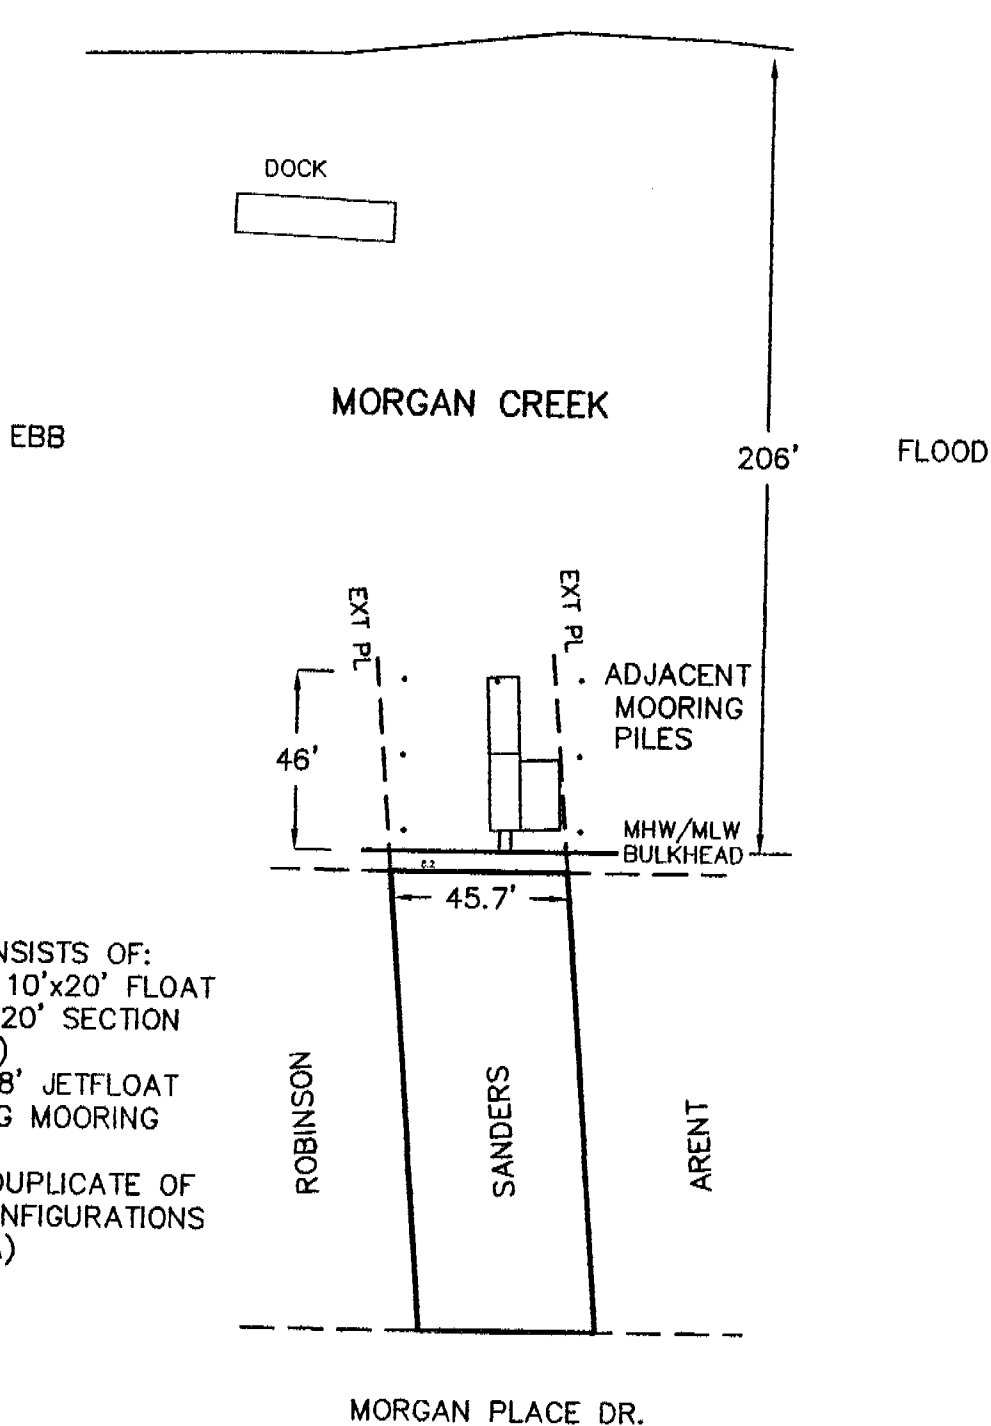 DOCK
MORGAN CREEK
EBB
206'
FLOOD
EXT PL
EXT PL
ADJACENT
MOORING
PILES
46'
MHW/MLW
BULKHEAD
45.7'
NSISTS OF:
10'x20' FLOAT
20' SECTION
)
8' JETFLOAT
G MOORING
DUPLICATE OF
NFIGURATIONS
)
ROBINSON
SANDERS
ARENT
MORGAN PLACE DR.